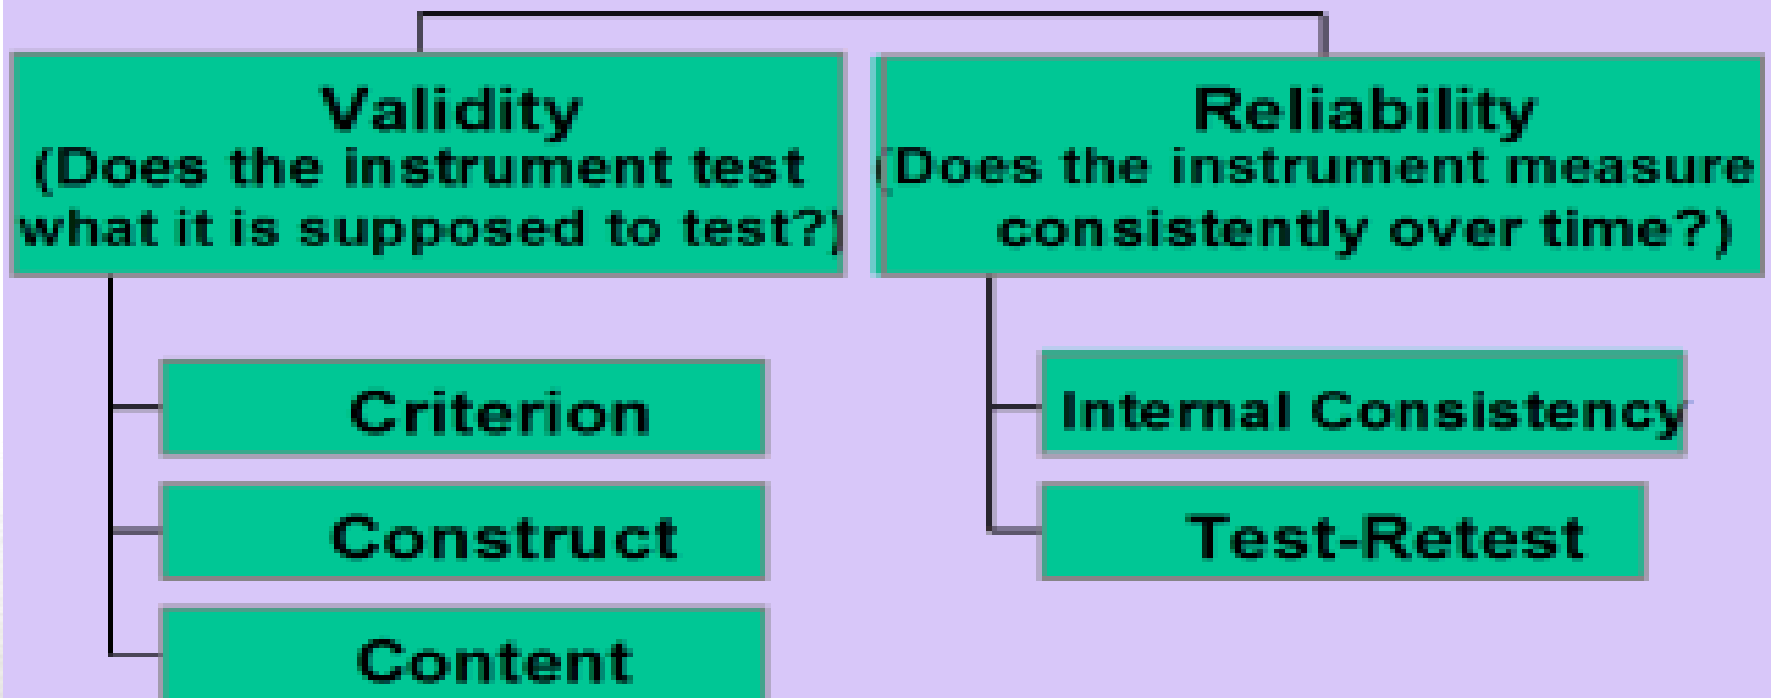 Validity
(Does the instrument test
what it is supposed to test?)
Reliability
(Does the instrument measure
consistently over time?)
Criterion
Construct
Content
Internal Consistency
Test-Retest